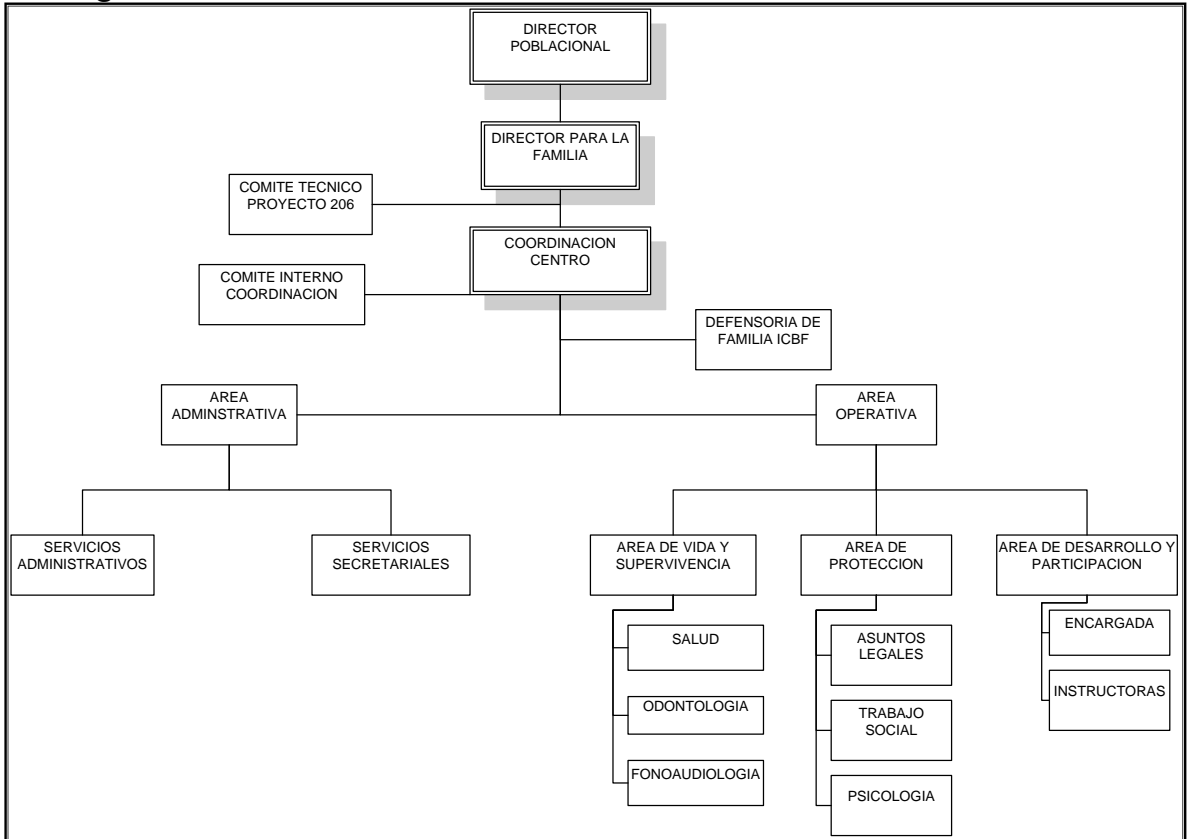 DIRECTOR
POBLACIONAL
DIRECTOR PARA LA
FAMILIA
COMITE TECNICO
PROYECTO 206
COORDINACION
CENTRO
COMITE INTERNO
COORDINACION
DEFENSORIA DE
FAMILIA ICBF
AREA
ADMINSTRATIVA
AREA
OPERATIVA
SERVICIOS
ADMINISTRATIVOS
SERVICIOS
SECRETARIALES
AREA DE VIDA Y
SUPERVIVENCIA
AREA DE
PROTECCION
AREA DE DESARROLLO Y
PARTICIPACION
SALUD
ODONTOLOGIA
FONOAUDIOLOGIA
ASUNTOS
LEGALES
TRABAJO
SOCIAL
PSICOLOGIA
ENCARGADA
INSTRUCTORAS